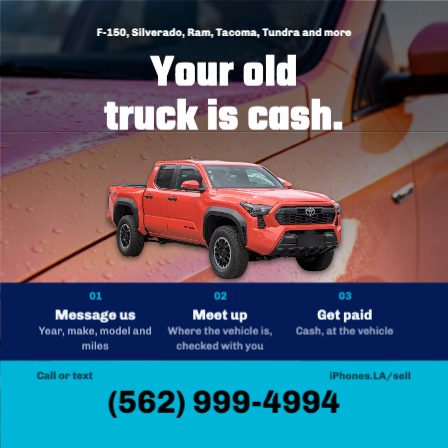 F-150, Silverado, Ram, Tacoma, Tundra and more
Your old
truck is cash.
01
02
03
Message us
Meet up
Get paid
Year, make, model and
miles
Where the vehicle is,
checked with you
Cash, at the vehicle
Call or text
iPhones.LA/sell
(562) 999-4994